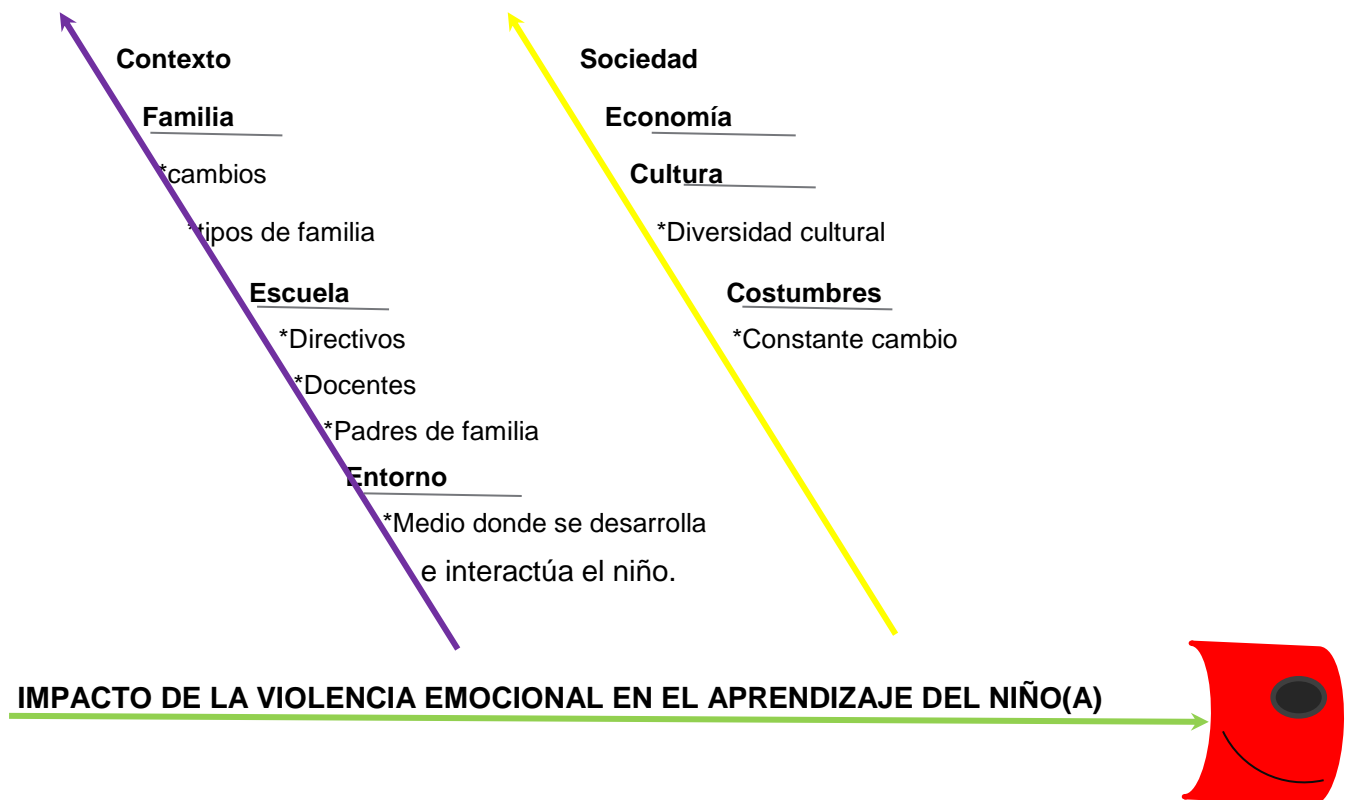 Contexto
Familia
*cambios
*tipos de familia
Escuela
*Directivos
*Docentes
*Padres de familia
Entorno
*Medio donde se desarrolla
e interactúa el niño.
Sociedad
Economía
Cultura
*Diversidad cultural
Costumbres
*Constante cambio
IMPACTO DE LA VIOLENCIA EMOCIONAL EN EL APRENDIZAJE DEL NIÑO(A)